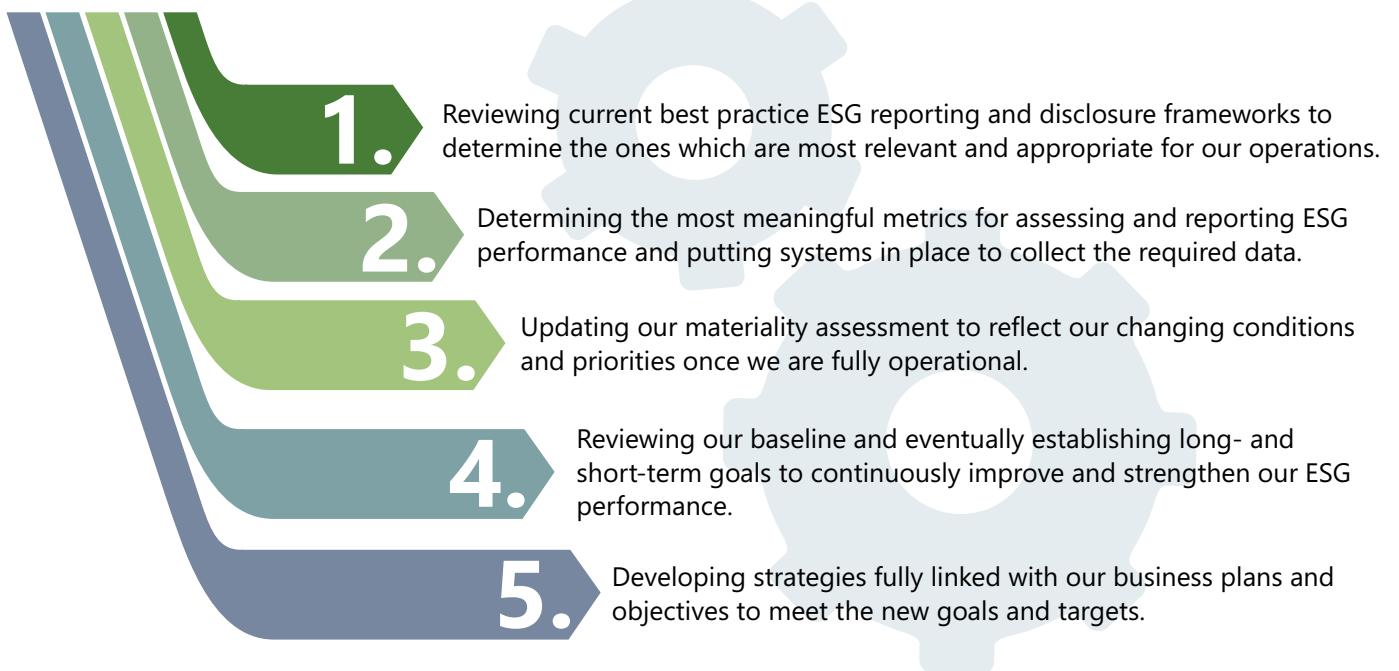 1.
Reviewing current best practice ESG reporting and disclosure frameworks to
determine the ones which are most relevant and appropriate for our operations.
2.
Determining the most meaningful metrics for assessing and reporting ESG
performance and putting systems in place to collect the required data.
3.
Updating our materiality assessment to reflect our changing conditions
and priorities once we are fully operational.
4.
Reviewing our baseline and eventually establishing long- and
short-term goals to continuously improve and strengthen our ESG
performance.
5.
Developing strategies fully linked with our business plans and
objectives to meet the new goals and targets.